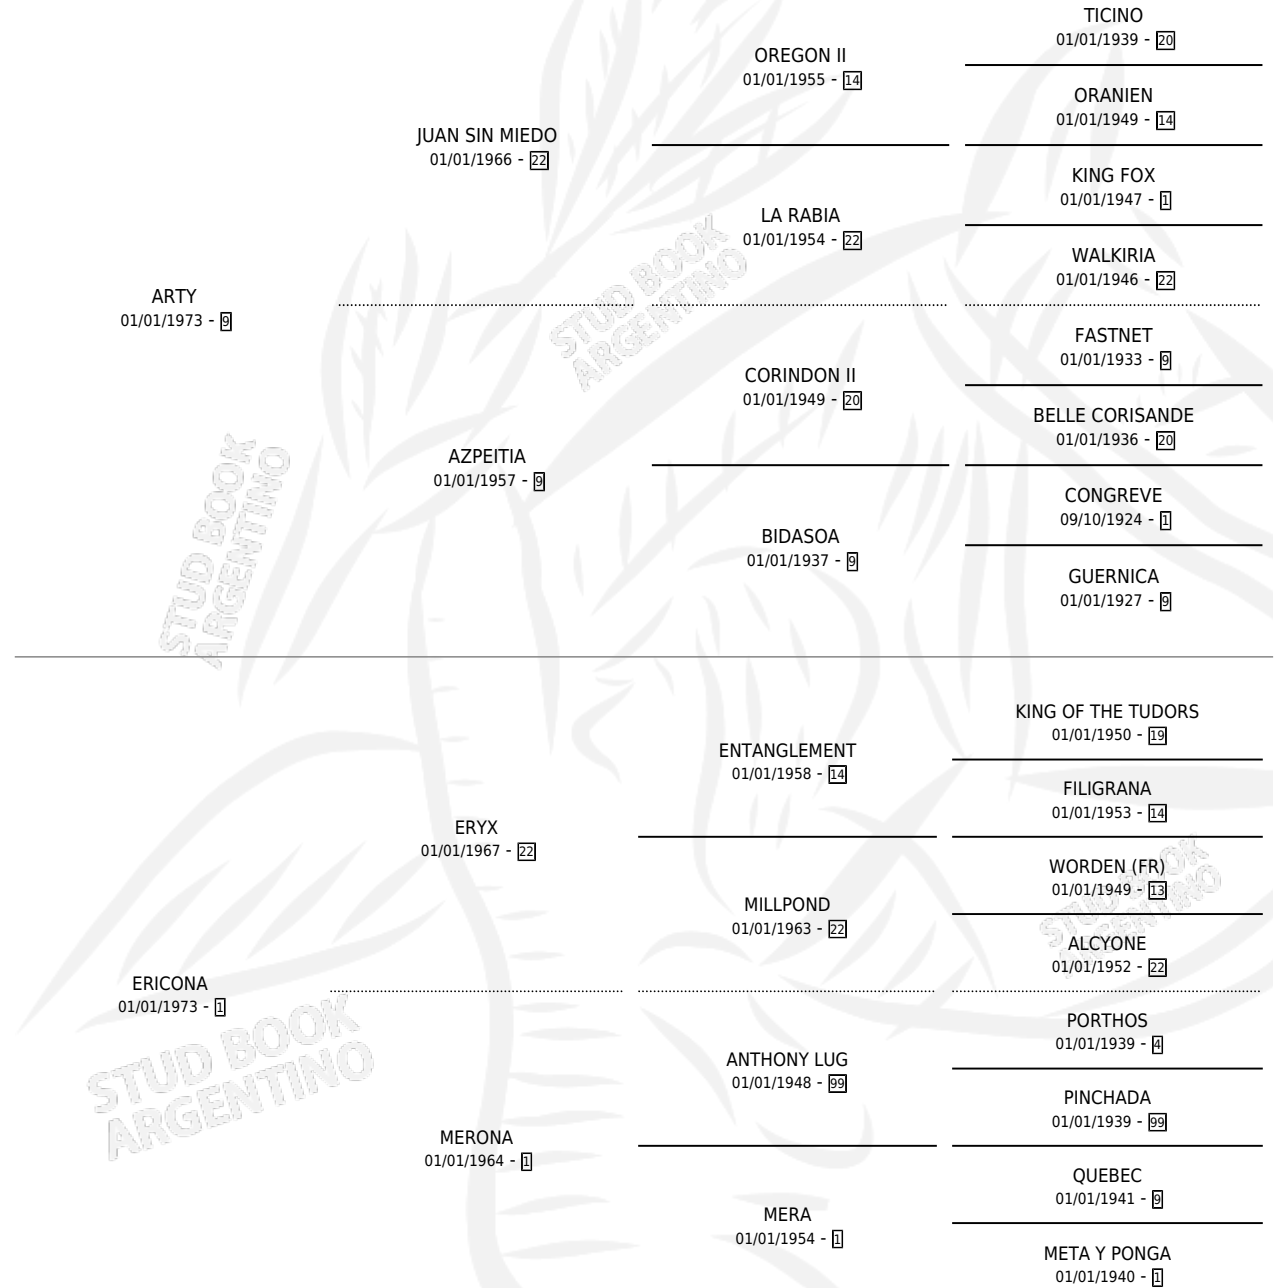 TICINO
01/01/1939 - 20
OREGON II
01/01/1955 - 14
ORANIEN
01/01/1949 - 14
JUAN SIN MIEDO
01/01/1966 - 22
KING FOX
01/01/1947 - 1
LA RABIA
01/01/1954 - 22
WALKIRIA
01/01/1946 - 22
ARTY
01/01/1973 - 9
STUD BOOK
ARGENTINO
FASTNET
01/01/1933 - 9
CORINDON II
01/01/1949 - 20
BELLE CORISANDE
01/01/1936 - 20
AZPEITIA
01/01/1957 - 9
CONGREVE
09/10/1924 - 1
BIDASOA
01/01/1937 - 9
GUERNICA
01/01/1927 - 9
STUD BOOK
ARGENTINO
KING OF THE TUDORS
01/01/1950 - 19
ENTANGLEMENT
01/01/1958 - 14
FILIGRANA
01/01/1953 - 14
ERYX
01/01/1967 - 22
WORDEN (FR)
01/01/1949 - 13
MILLPOND
01/01/1963 - 22
STUD BOOK
ARGENTINO
ALCYONE
01/01/1952 - 22
ERICONA
01/01/1973 - 1
PORTHOS
01/01/1939 - 4
ANTHONY LUG
01/01/1948 - 99
STUD BOOK
ARGENTINO
PINCHADA
01/01/1939 - 99
MERONA
01/01/1964 - 1
QUEBEC
01/01/1941 - 9
MERA
01/01/1954 - 1
META Y PONGA
01/01/1940 - 1